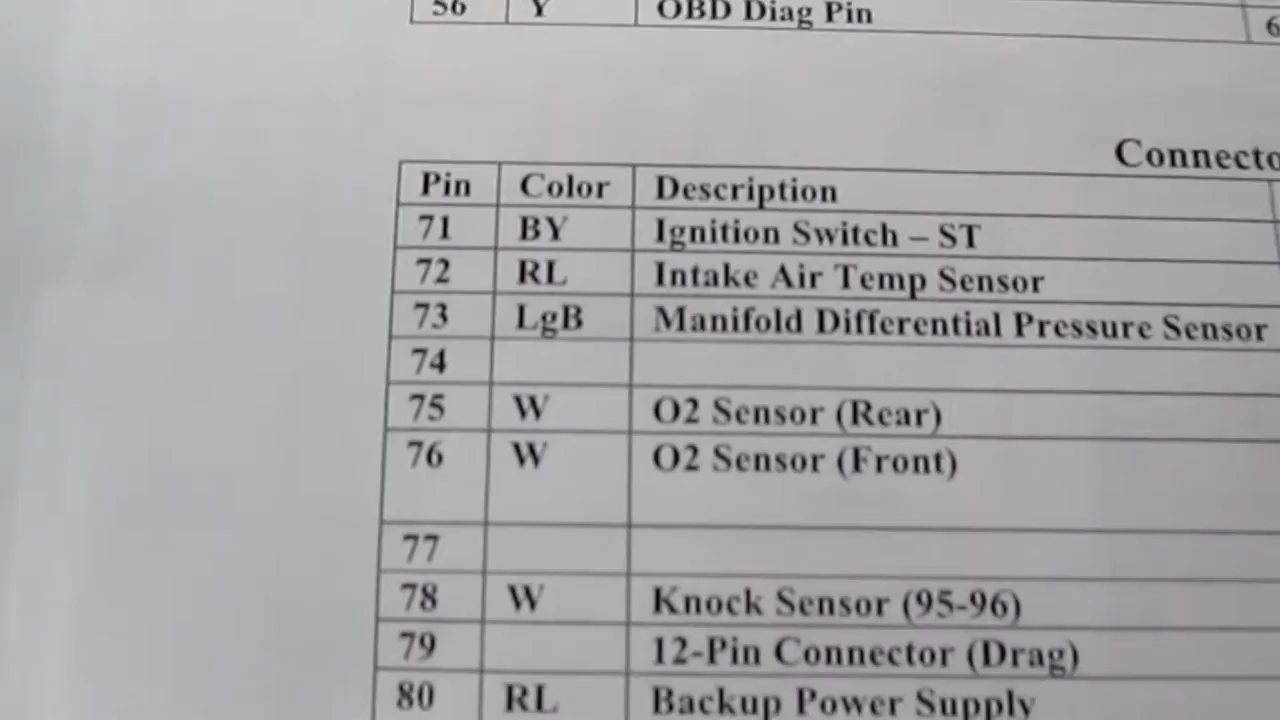 56 Y OBD Diag Pin 6
Connecto
Pin Color Description
71 BY Ignition Switch – ST
72 RL Intake Air Temp Sensor
73 LgB Manifold Differential Pressure Sensor
74
75 W O2 Sensor (Rear)
76 W O2 Sensor (Front)
77
78 W Knock Sensor (95-96)
79 12-Pin Connector (Drag)
80 RL Backup Power Supply